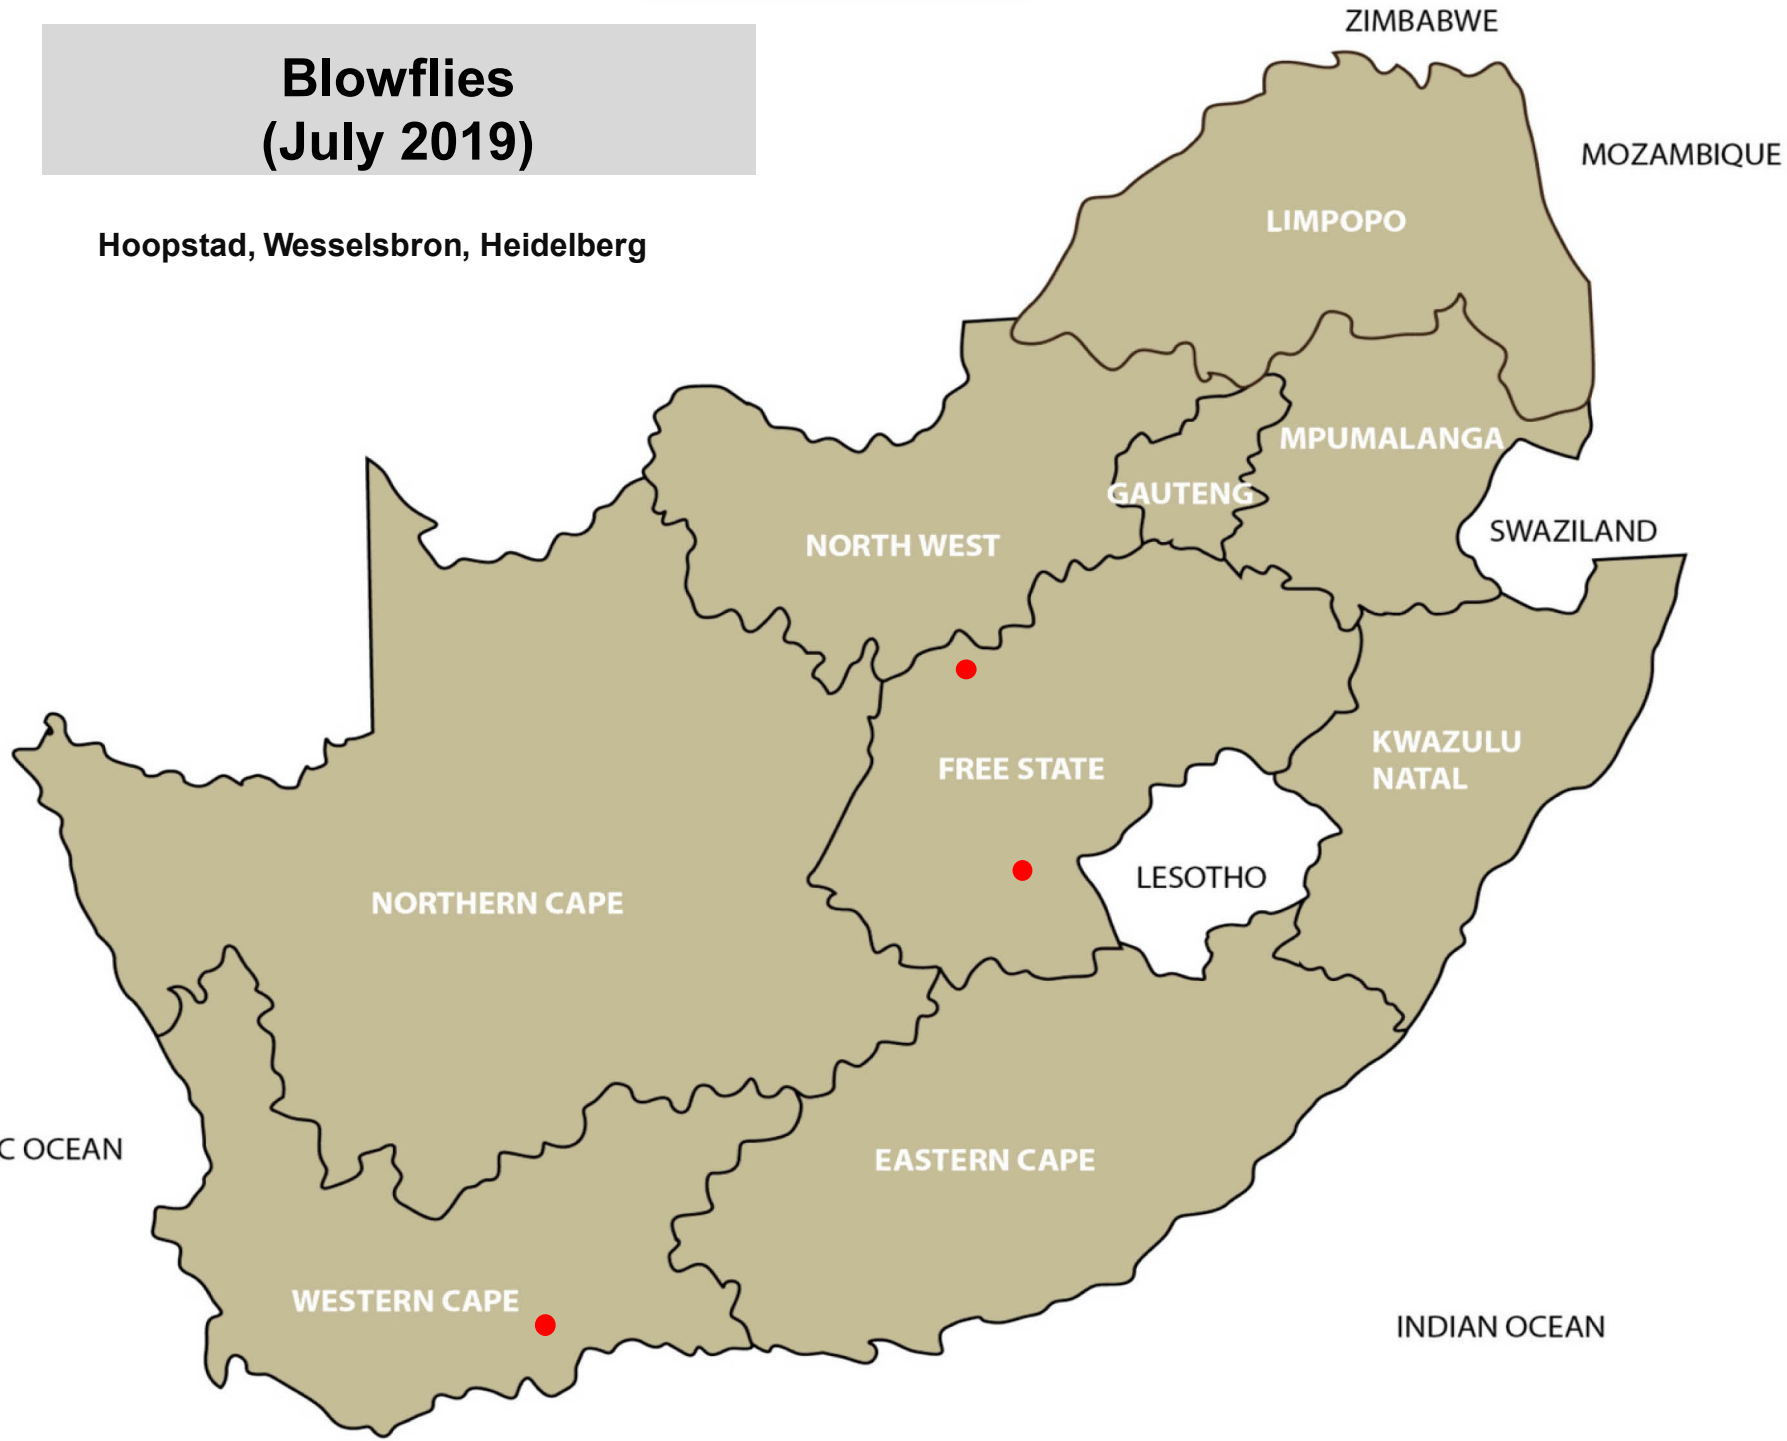 Blowflies
(July 2019)
Hoopstad, Wesselsbron, Heidelberg
ZIMBABWE
MOZAMBIQUE
LIMPOPO
MPUMALANGA
GAUTENG
SWAZILAND
NORTH WEST
KWAZULU
NATAL
FREE STATE
LESOTHO
NORTHERN CAPE
C OCEAN
EASTERN CAPE
WESTERN CAPE
INDIAN OCEAN